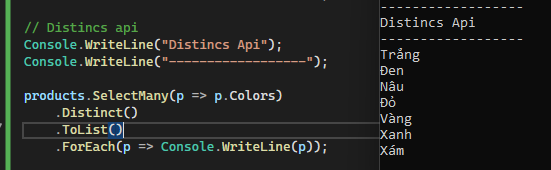 // Distincs api
Console.WriteLine("Distincs Api");
Console.WriteLine("------------------");
products.SelectMany(p => p.Colors)
.Distinct()
.ToList()
.ForEach(p => Console.WriteLine(p));
------------------
Distincs Api
------------------
Trắng
Đen
Nâu
Đỏ
Vàng
Xanh
Xám